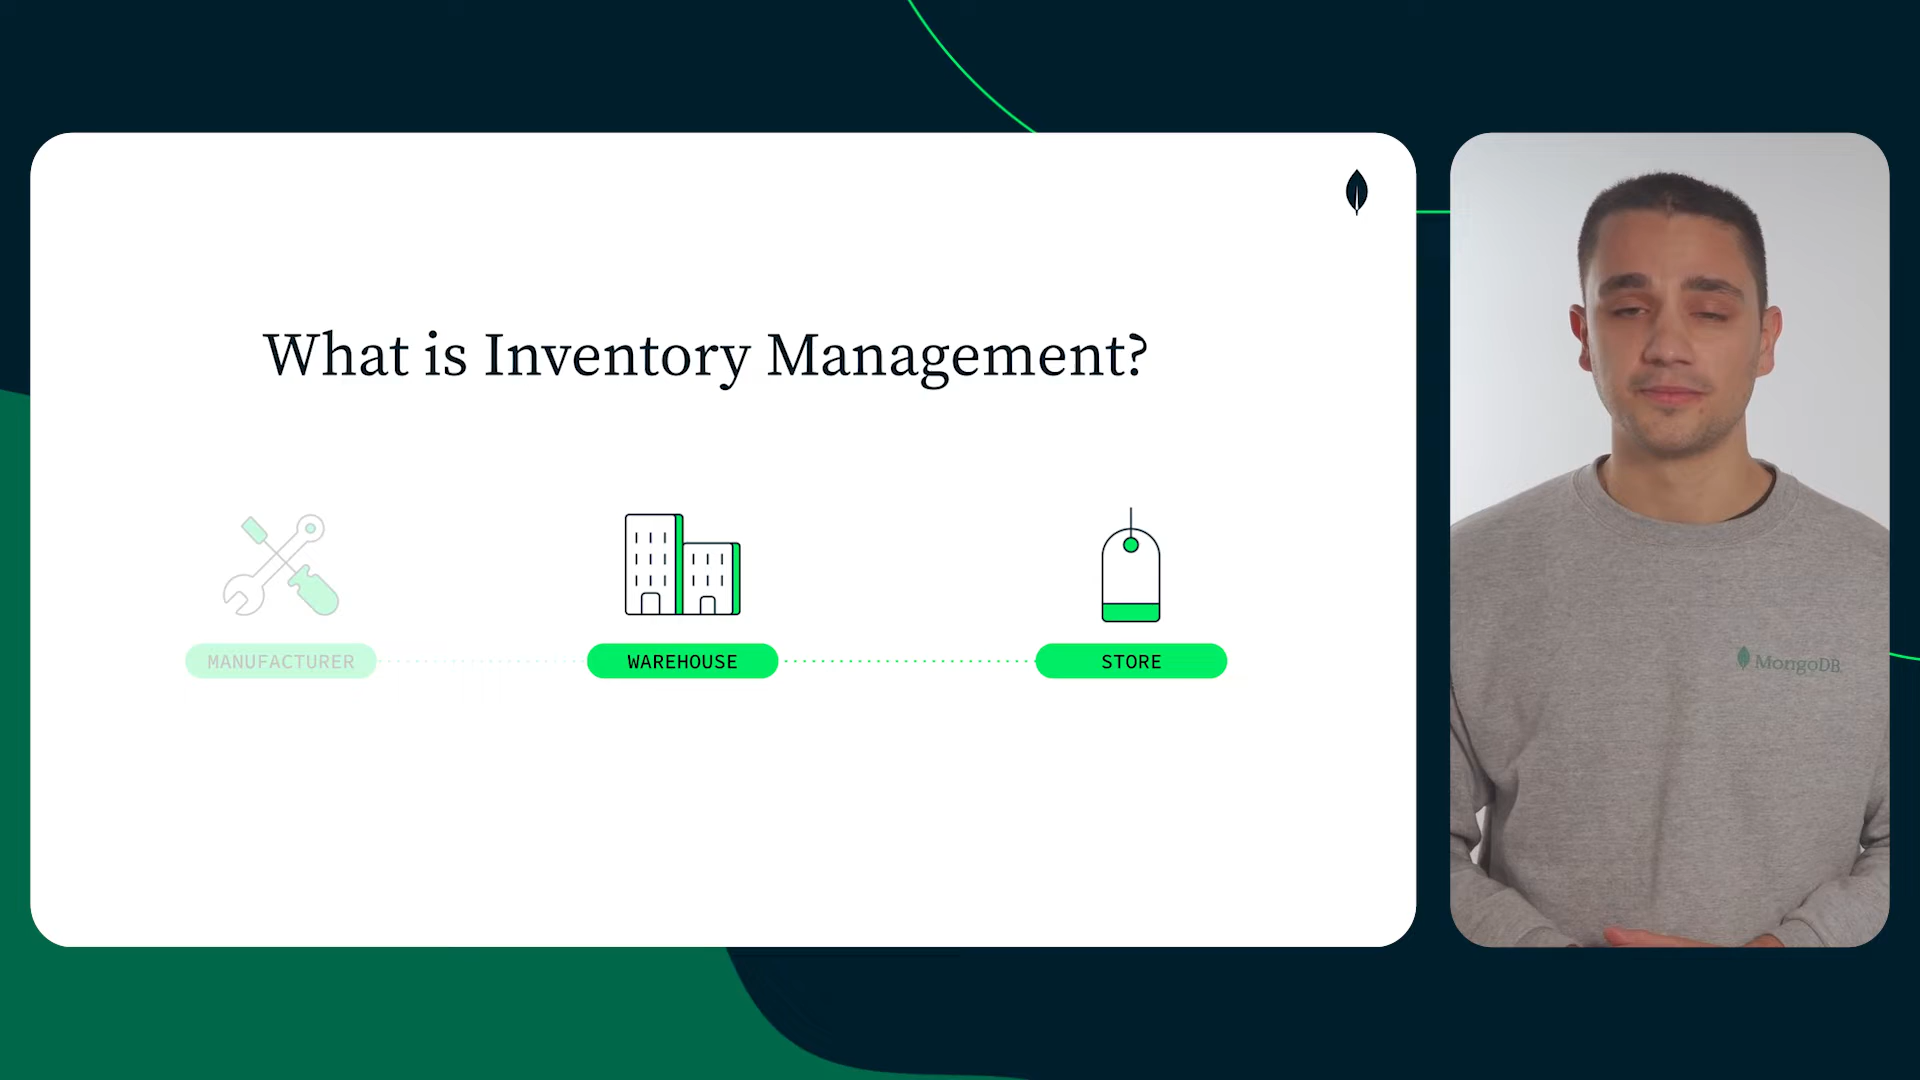 What is Inventory Management?
MANUFACTURER
WAREHOUSE
STORE
MongoDB